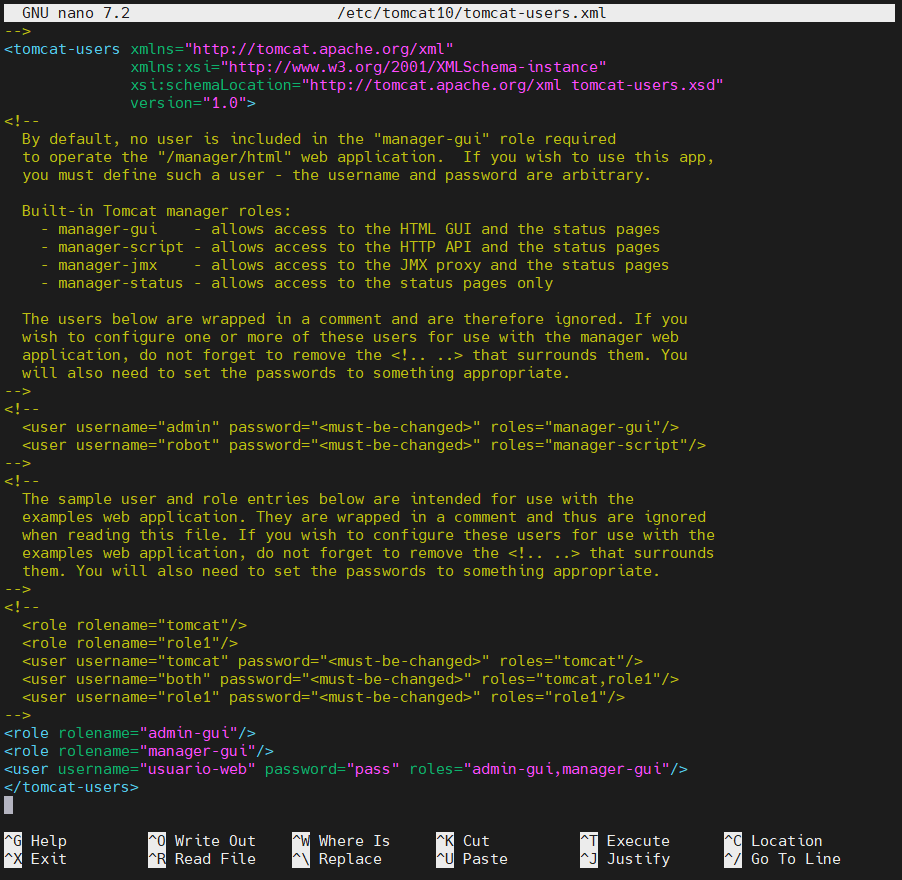 GNU nano 7.2                       /etc/tomcat10/tomcat-users.xml
-->
<tomcat-users xmlns="http://tomcat.apache.org/xml"
              xmlns:xsi="http://www.w3.org/2001/XMLSchema-instance"
              xsi:schemaLocation="http://tomcat.apache.org/xml tomcat-users.xsd"
              version="1.0">
<!--
  By default, no user is included in the "manager-gui" role required
  to operate the "/manager/html" web application.  If you wish to use this app,
  you must define such a user - the username and password are arbitrary.

  Built-in Tomcat manager roles:
    - manager-gui    - allows access to the HTML GUI and the status pages
    - manager-script - allows access to the HTTP API and the status pages
    - manager-jmx    - allows access to the JMX proxy and the status pages
    - manager-status - allows access to the status pages only

  The users below are wrapped in a comment and are therefore ignored. If you
  wish to configure one or more of these users for use with the manager web
  application, do not forget to remove the <!.. ..> that surrounds them. You
  will also need to set the passwords to something appropriate.
-->
<!--
  <user username="admin" password="<must-be-changed>" roles="manager-gui"/>
  <user username="robot" password="<must-be-changed>" roles="manager-script"/>
-->
<!--
  The sample user and role entries below are intended for use with the
  examples web application. They are wrapped in a comment and thus are ignored
  when reading this file. If you wish to configure these users for use with the
  examples web application, do not forget to remove the <!.. ..> that surrounds
  them. You will also need to set the passwords to something appropriate.
-->
<!--
  <role rolename="tomcat"/>
  <role rolename="role1"/>
  <user username="tomcat" password="<must-be-changed>" roles="tomcat"/>
  <user username="both" password="<must-be-changed>" roles="tomcat,role1"/>
  <user username="role1" password="<must-be-changed>" roles="role1"/>
-->
<role rolename="admin-gui"/>
<role rolename="manager-gui"/>
<user username="usuario-web" password="pass" roles="admin-gui,manager-gui"/>
</tomcat-users>

^G Help         ^O Write Out    ^W Where Is     ^K Cut          ^T Execute      ^C Location
^X Exit         ^R Read File    ^\ Replace      ^U Paste        ^J Justify      ^/ Go To Line